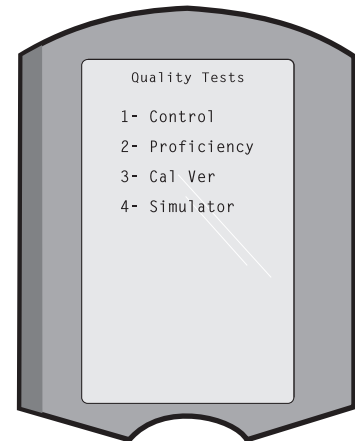 Quality Tests
1- Control
2- Proficiency
3- Cal Ver
4- Simulator